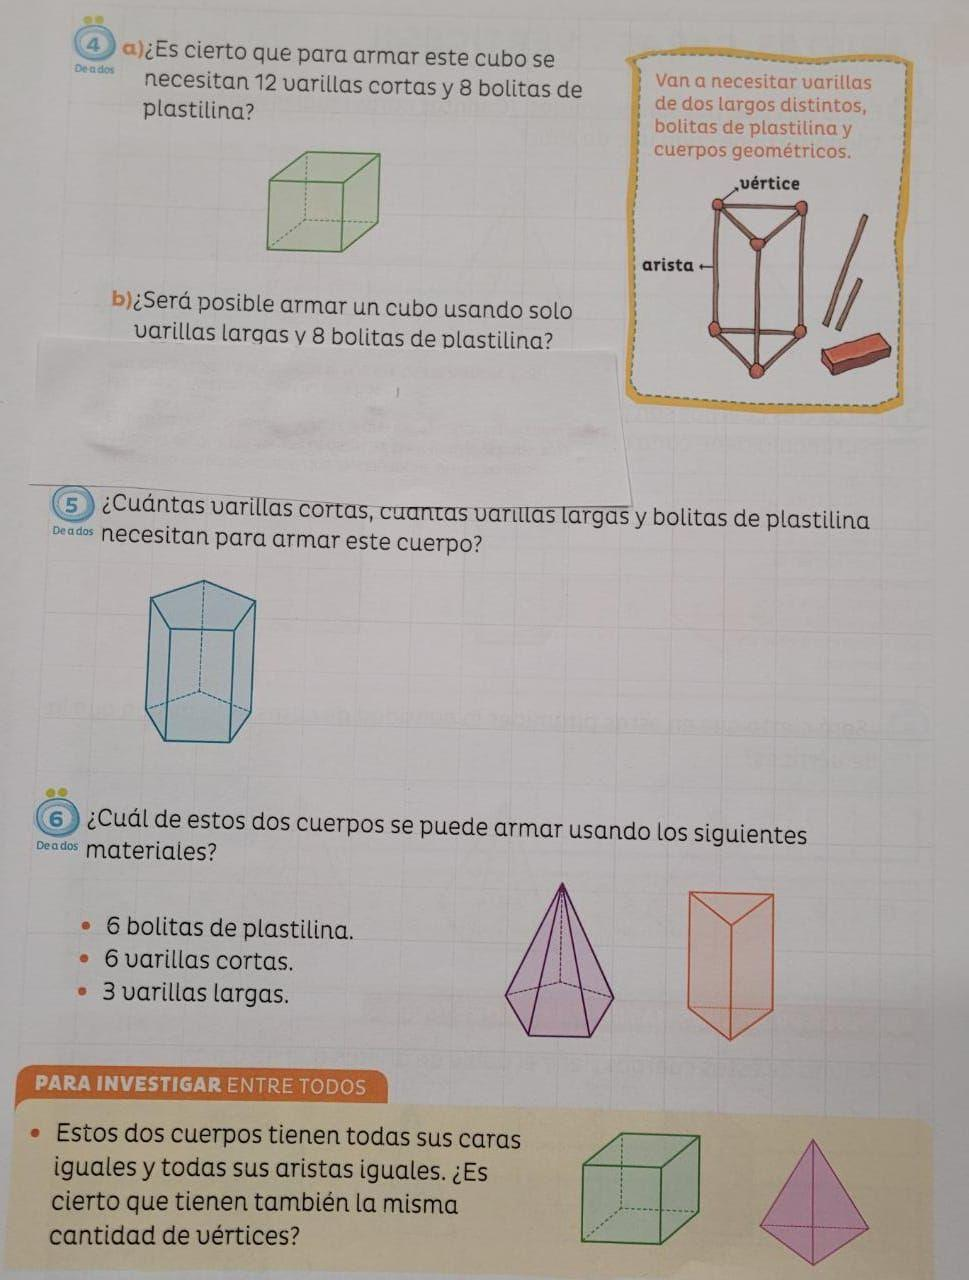 4 a)¿Es cierto que para armar este cubo se
De a dos
necesitan 12 varillas cortas y 8 bolitas de
plastilina?
Van a necesitar varillas
de dos largos distintos,
bolitas de plastilina y
cuerpos geométricos.
vértice
arista
b)¿Será posible armar un cubo usando solo
varillas largas y 8 bolitas de plastilina?
5 ¿Cuántas varillas cortas, cuántas varillas largas y bolitas de plastilina
De a dos
necesitan para armar este cuerpo?
6 ¿Cuál de estos dos cuerpos se puede armar usando los siguientes
De a dos
materiales?
• 6 bolitas de plastilina.
• 6 varillas cortas.
• 3 varillas largas.
PARA INVESTIGAR ENTRE TODOS
• Estos dos cuerpos tienen todas sus caras
iguales y todas sus aristas iguales. ¿Es
cierto que tienen también la misma
cantidad de vértices?